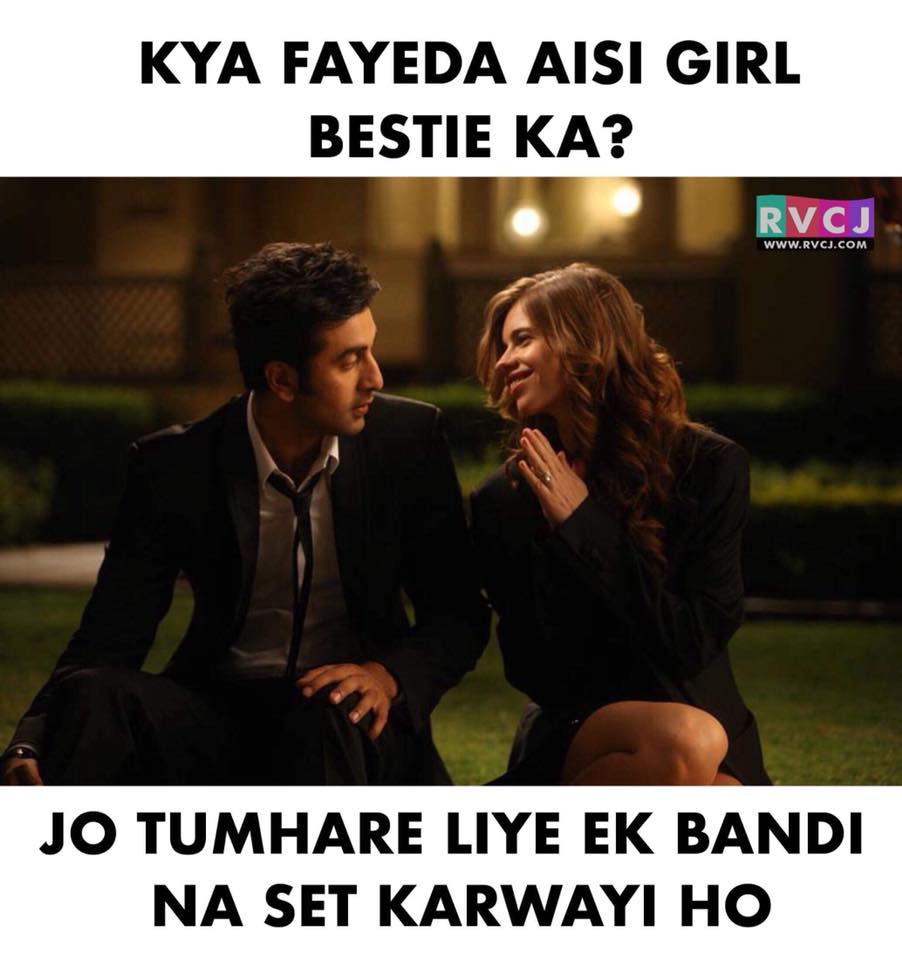 KYA FAYEDA AISI GIRL
BESTIE KA?
RVCJ
WWW.RVCJ.COM
JO TUMHARE LIYE EK BANDI
NA SET KARWAYI HO